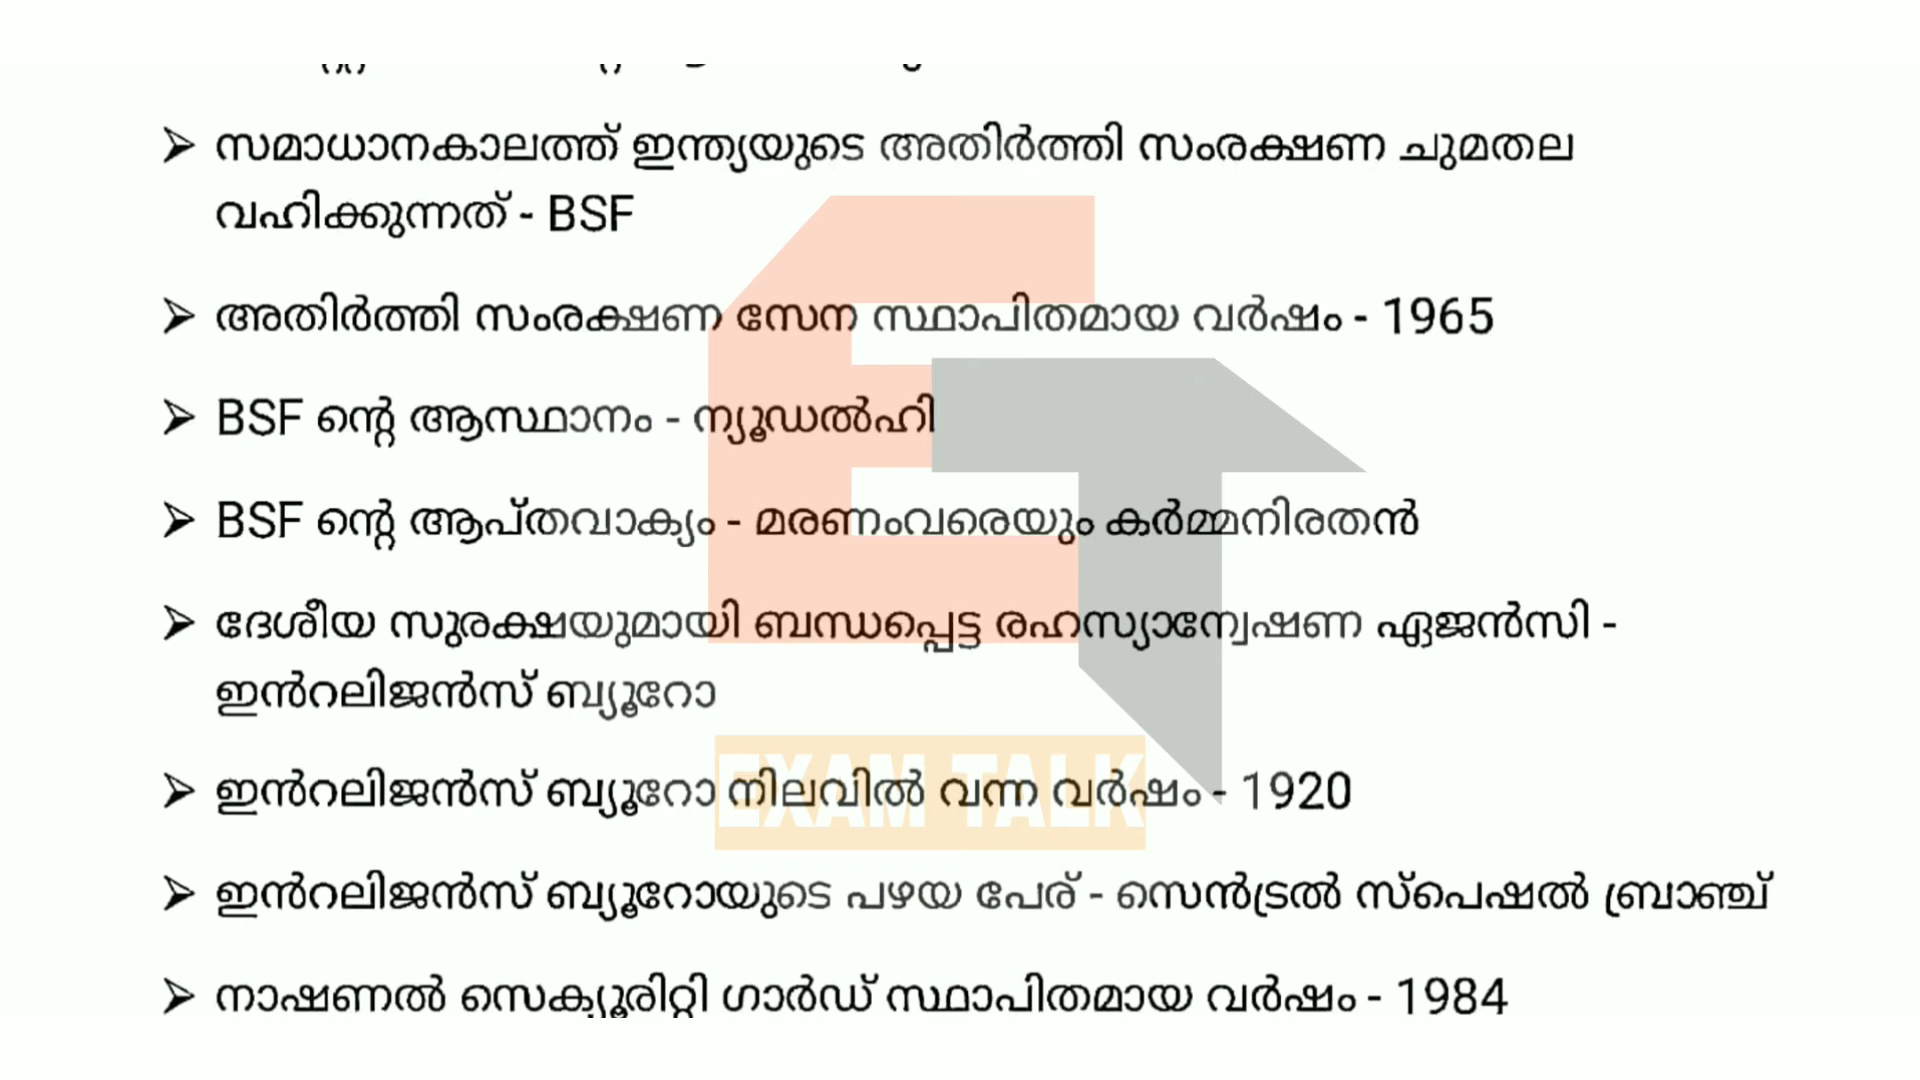 ➢ സമാധാനകാലത്ത് ഇന്ത്യയുടെ അതിർത്തി സംരക്ഷണ ചുമതല
വഹിക്കുന്നത് - BSF
➢ അതിർത്തി സംരക്ഷണ സേന സ്ഥാപിതമായ വർഷം - 1965
➢ BSF ന്റെ ആസ്ഥാനം - ന്യൂഡൽഹി
➢ BSF ന്റെ ആപ്തവാക്യം - മരണംവരെയും കർമ്മനിരതൻ
➢ ദേശീയ സുരക്ഷയുമായി ബന്ധപ്പെട്ട രഹസ്യാന്വേഷണ ഏജൻസി -
ഇൻറലിജൻസ് ബ്യൂറോ
➢ ഇൻറലിജൻസ് ബ്യൂറോ നിലവിൽ വന്ന വർഷം - 1920
EXAM TALK
➢ ഇൻറലിജൻസ് ബ്യൂറോയുടെ പഴയ പേര് - സെൻട്രൽ സ്പെഷൽ ബ്രാഞ്ച്
➢ നാഷണൽ സെക്യൂരിറ്റി ഗാർഡ് സ്ഥാപിതമായ വർഷം - 1984